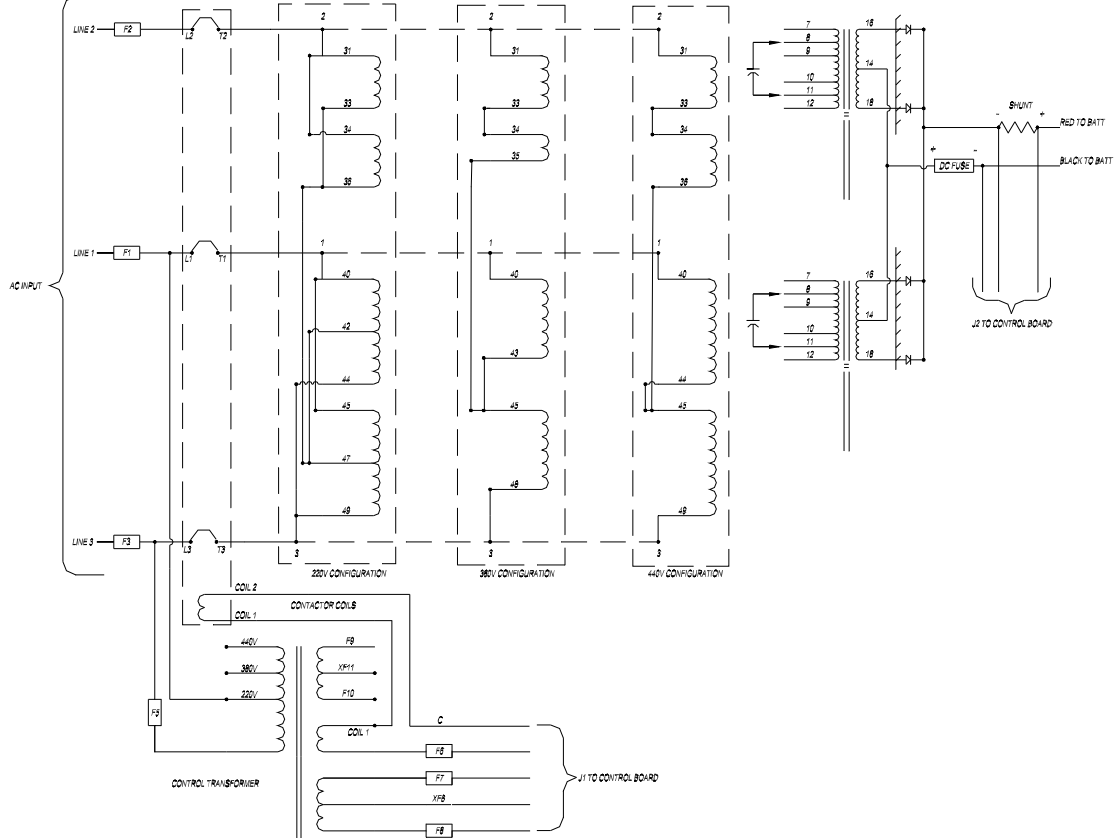 LINE 2
F2
L2
T2
2
31
33
34
36
2
31
33
34
35
2
31
33
34
36
7
8
9
10
11
12
16
14
18
SHUNT
-
+
RED TO BATT
+
-
DC FUSE
BLACK TO BATT
J2 TO CONTROL BOARD
AC INPUT
LINE 1
F1
L1
T1
1
40
42
44
45
47
49
3
220V CONFIGURATION
40
43
45
48
3
380V CONFIGURATION
1
40
44
45
49
3
440V CONFIGURATION
7
8
9
10
11
12
16
14
18
=
=
LINE 3
F3
L3
T3
COIL 2
CONTACTOR COILS
COIL 1
440V
380V
220V
F5
F9
XF11
F10
COIL 1
C
F6
F7
XF8
F8
J1 TO CONTROL BOARD
CONTROL TRANSFORMER